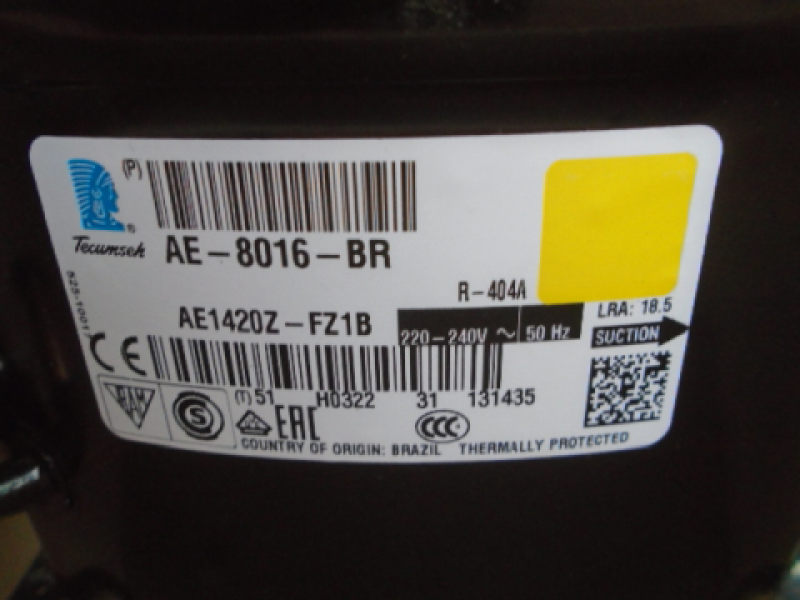 (P)
Tecumseh
AE-8016-BR
R-404A
AE1420Z-FZ1B
220-240V ~ 50 Hz
LRA: 18.5
SUCTION
CE
(T) 51 H0322 31 131435
S
EAC
CCC
COUNTRY OF ORIGIN: BRAZIL THERMALLY PROTECTED